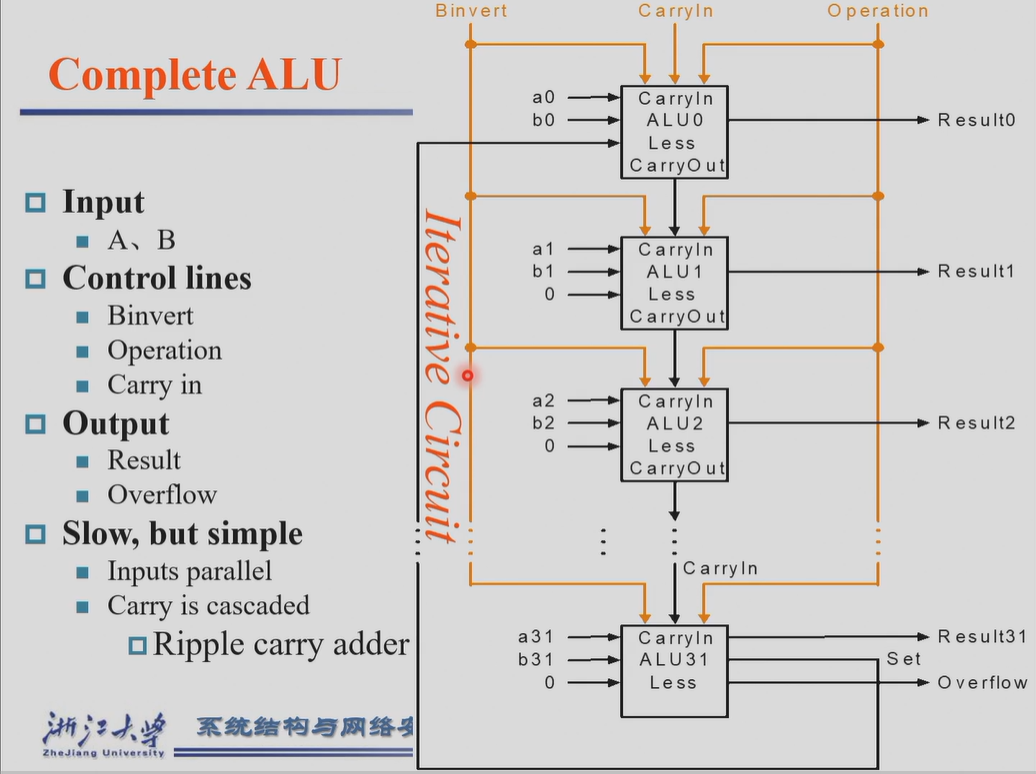 Complete ALU
Input
A、B
Control lines
Binvert
Operation
Carry in
Output
Result
Overflow
Slow, but simple
Inputs parallel
Carry is cascaded
Ripple carry adder
浙江大学
ZheJiang University
系统结构与网络安
Iterative Circuit
Binvert
CarryIn
Operation
a0
b0
CarryIn
ALU0
Less
CarryOut
Result0
a1
b1
0
CarryIn
ALU1
Less
CarryOut
Result1
a2
b2
0
CarryIn
ALU2
Less
CarryOut
Result2
CarryIn
a31
b31
0
CarryIn
ALU31
Less
Result31
Set
Overflow